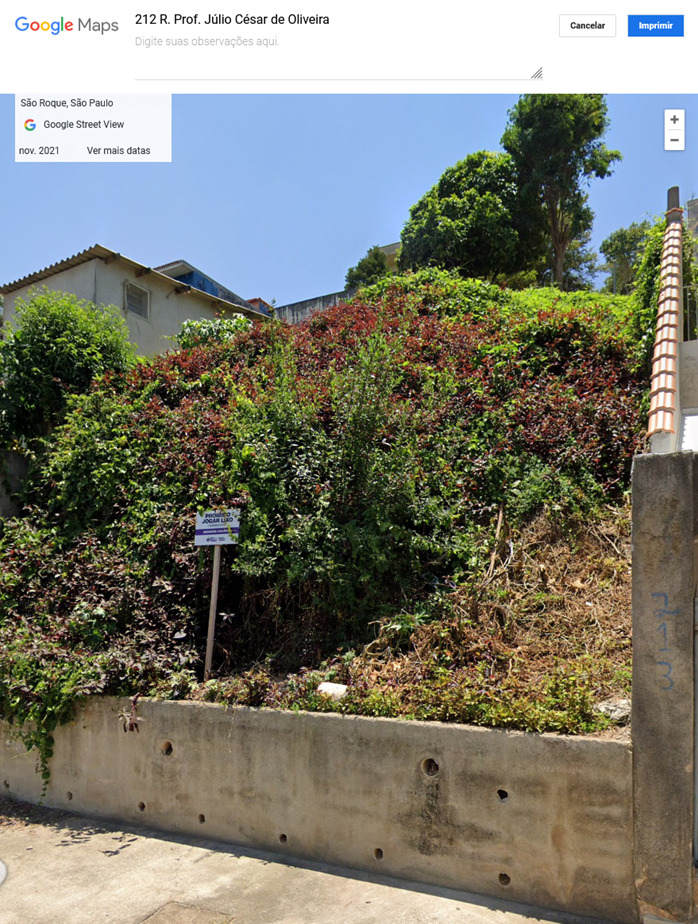 Google Maps
212 R. Prof. Júlio César de Oliveira
Digite suas observações aqui.
Cancelar
Imprimir
São Roque, São Paulo
Google Street View
nov. 2021
Ver mais datas
PROIBIDO
JOGAR LIXO